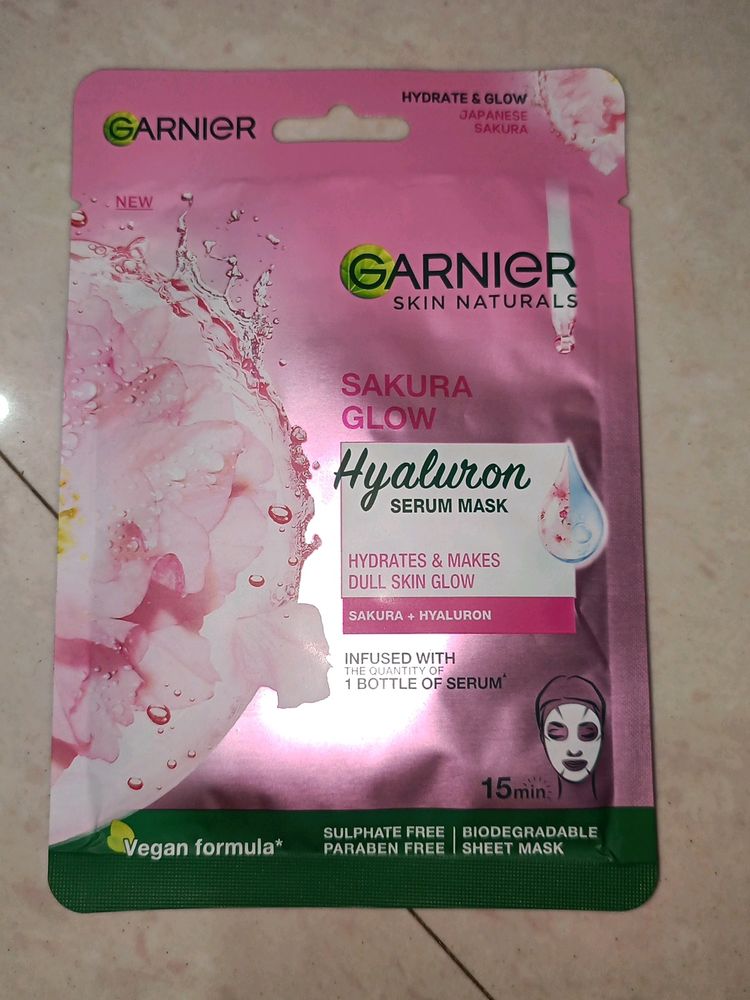 GARNIER
HYDRATE & GLOW
JAPANESE
SAKURA
NEW
GARNIER
SKIN NATURALS
SAKURA
GLOW
Hyaluron
SERUM MASK
HYDRATES & MAKES
DULL SKIN GLOW
SAKURA + HYALURON
INFUSED WITH
THE QUANTITY OF
1 BOTTLE OF SERUM▲
15min
Vegan formula*
SULPHATE FREE
PARABEN FREE
BIODEGRADABLE
SHEET MASK